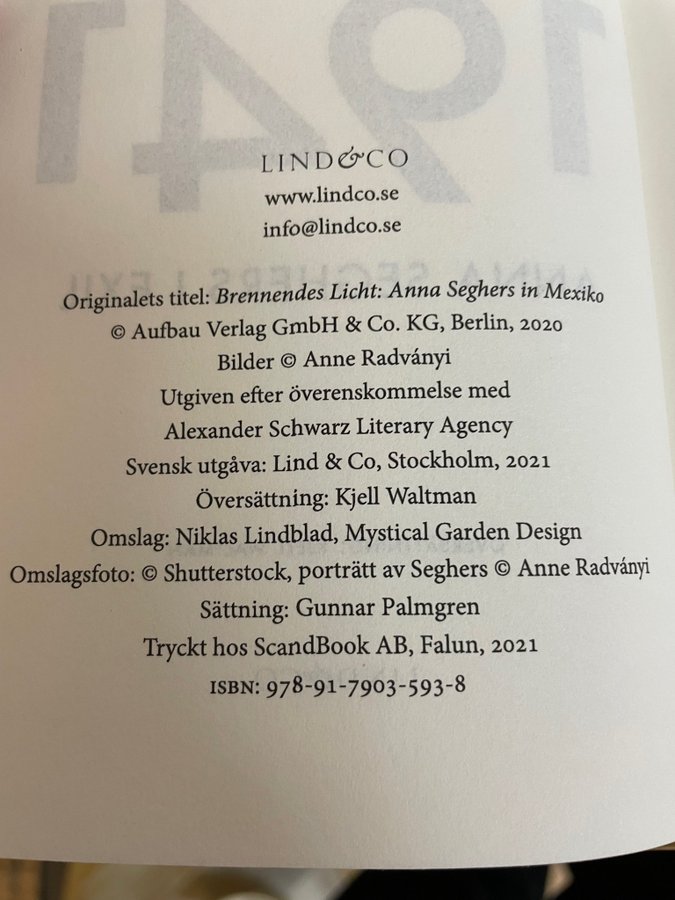 LIND&CO
www.lindco.se
info@lindco.se
Originalets titel: Brennendes Licht: Anna Seghers in Mexiko
© Aufbau Verlag GmbH & Co. KG, Berlin, 2020
Bilder © Anne Radványi
Utgiven efter överenskommelse med
Alexander Schwarz Literary Agency
Svensk utgåva: Lind & Co, Stockholm, 2021
Översättning: Kjell Waltman
Omslag: Niklas Lindblad, Mystical Garden Design
Omslagsfoto: © Shutterstock, porträtt av Seghers © Anne Radványi
Sättning: Gunnar Palmgren
Tryckt hos ScandBook AB, Falun, 2021
ISBN: 978-91-7903-593-8